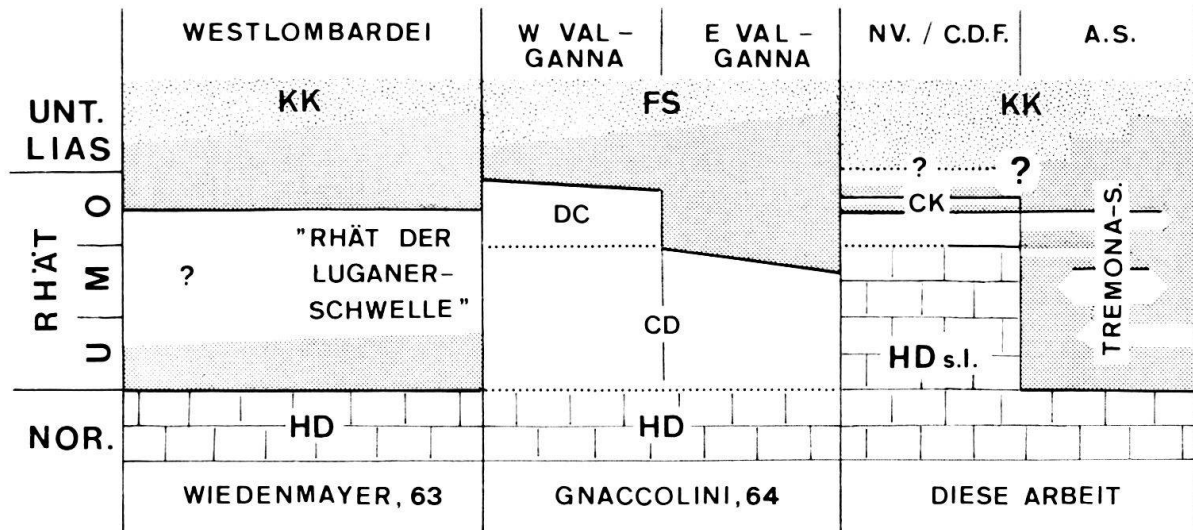 WESTLOMBARDEI
W VAL-
GANNA
E VAL-
GANNA
NV. / C.D.F.
A.S.
UNT.
LIAS
KK
FS
KK
?
?
RHÄT
O
M
U
DC
CK
"RHÄT DER
LUGANER-
SCHWELLE"
?
CD
HD s.l.
TREMONA-S.
NOR.
HD
HD
WIEDENMAYER, 63
GNACCOLINI, 64
DIESE ARBEIT